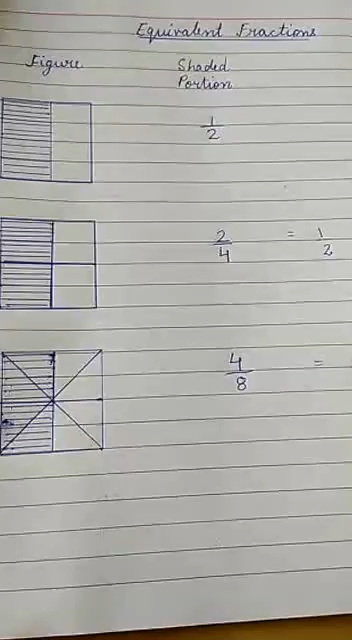 Equivalent Fractions
Figure Shaded Portion
1/2
2/4 = 1/2
4/8 =